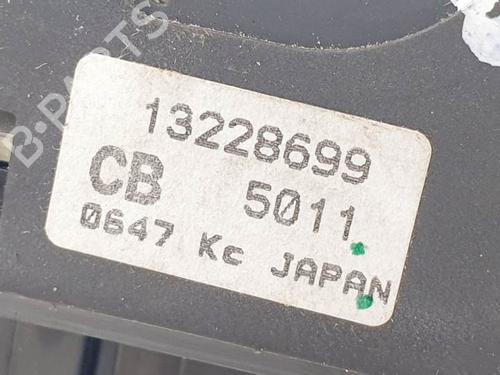 B-PARTS
13228699
CB 5011
0647 Kc JAPAN